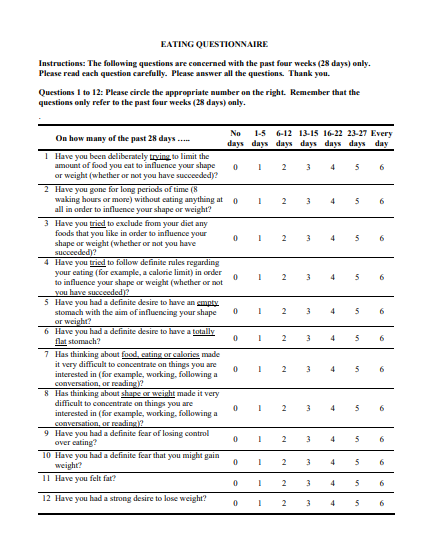 EATING QUESTIONNAIRE
Instructions: The following questions are concerned with the past four weeks (28 days) only.
Please read each question carefully. Please answer all the questions. Thank you.
Questions 1 to 12: Please circle the appropriate number on the right. Remember that the
questions only refer to the past four weeks (28 days) only.
.
On how many of the past 28 days ….. No days 1-5 days 6-12 days 13-15 days 16-22 days 23-27 days Every day
1 Have you been deliberately trying to limit the
amount of food you eat to influence your shape
or weight (whether or not you have succeeded)? 0 1 2 3 4 5 6
2 Have you gone for long periods of time (8
waking hours or more) without eating anything at
all in order to influence your shape or weight? 0 1 2 3 4 5 6
3 Have you tried to exclude from your diet any
foods that you like in order to influence your
shape or weight (whether or not you have
succeeded)? 0 1 2 3 4 5 6
4 Have you tried to follow definite rules regarding
your eating (for example, a calorie limit) in order
to influence your shape or weight (whether or not
you have succeeded)? 0 1 2 3 4 5 6
5 Have you had a definite desire to have an empty
stomach with the aim of influencing your shape
or weight? 0 1 2 3 4 5 6
6 Have you had a definite desire to have a totally
flat stomach? 0 1 2 3 4 5 6
7 Has thinking about food, eating or calories made
it very difficult to concentrate on things you are
interested in (for example, working, following a
conversation, or reading)? 0 1 2 3 4 5 6
8 Has thinking about shape or weight made it very
difficult to concentrate on things you are
interested in (for example, working, following a
conversation, or reading)? 0 1 2 3 4 5 6
9 Have you had a definite fear of losing control
over eating? 0 1 2 3 4 5 6
10 Have you had a definite fear that you might gain
weight? 0 1 2 3 4 5 6
11 Have you felt fat? 0 1 2 3 4 5 6
12 Have you had a strong desire to lose weight? 0 1 2 3 4 5 6